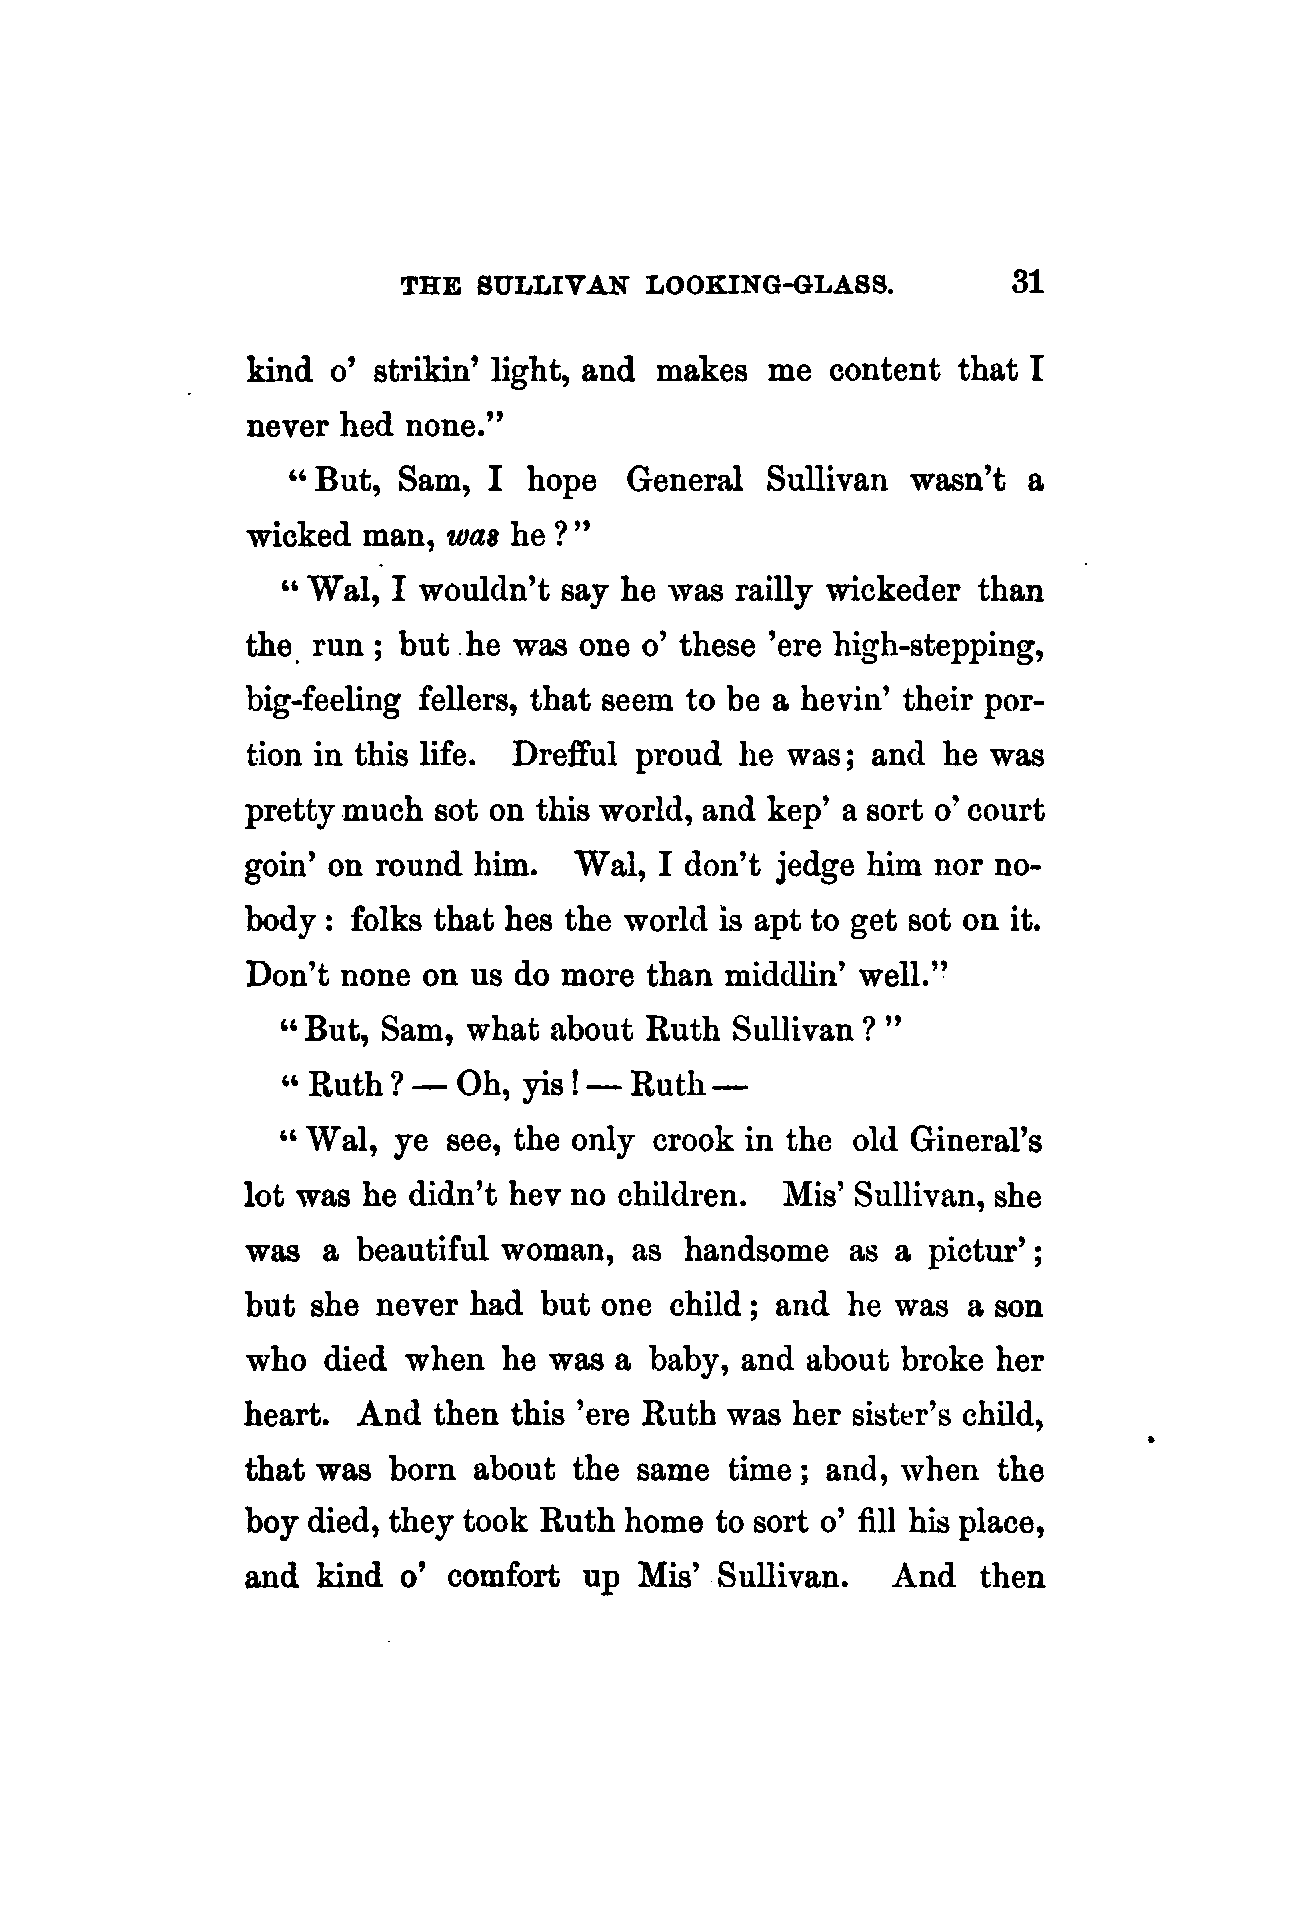 THE SULLIVAN LOOKING-GLASS. 31
kind o' strikin' light, and makes me content that I
never hed none."
"But, Sam, I hope General Sullivan wasn't a
wicked man, was he?"
"Wal, I wouldn't say he was railly wickeder than
the run; but he was one o' these 'ere high-stepping,
big-feeling fellers, that seem to be a hevin' their por-
tion in this life. Drefful proud he was; and he was
pretty much sot on this world, and kep' a sort o' court
goin' on round him. Wal, I don't jedge him nor no-
body: folks that hes the world is apt to get sot on it.
Don't none on us do more than middlin' well."
"But, Sam, what about Ruth Sullivan?"
"Ruth? — Oh, yis! — Ruth —
"Wal, ye see, the only crook in the old Gineral's
lot was he didn't hev no children. Mis' Sullivan, she
was a beautiful woman, as handsome as a pictur';
but she never had but one child; and he was a son
who died when he was a baby, and about broke her
heart. And then this 'ere Ruth was her sister's child,
that was born about the same time; and, when the
boy died, they took Ruth home to sort o' fill his place,
and kind o' comfort up Mis' Sullivan. And then